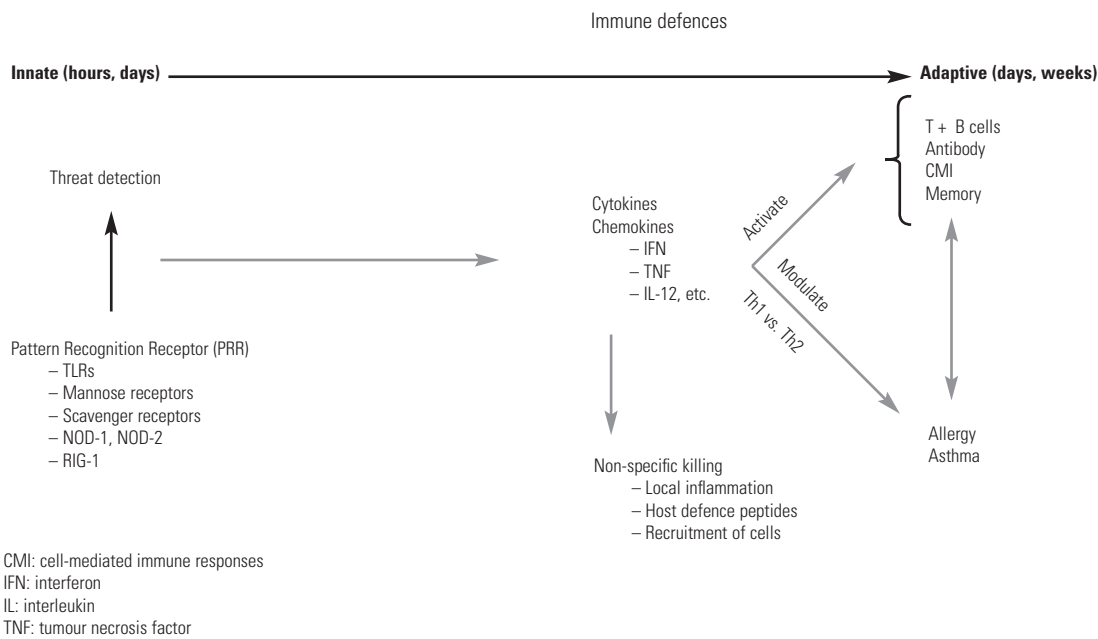 Immune defences
Innate (hours, days)
Adaptive (days, weeks)
T + B cells
Antibody
CMI
Memory
Threat detection
Cytokines
Chemokines
– IFN
– TNF
– IL-12, etc.
Activate
Modulate
Th1 vs. Th2
Pattern Recognition Receptor (PRR)
– TLRs
– Mannose receptors
– Scavenger receptors
– NOD-1, NOD-2
– RIG-1
Allergy
Asthma
Non-specific killing
– Local inflammation
– Host defence peptides
– Recruitment of cells
CMI: cell-mediated immune responses
IFN: interferon
IL: interleukin
TNF: tumour necrosis factor